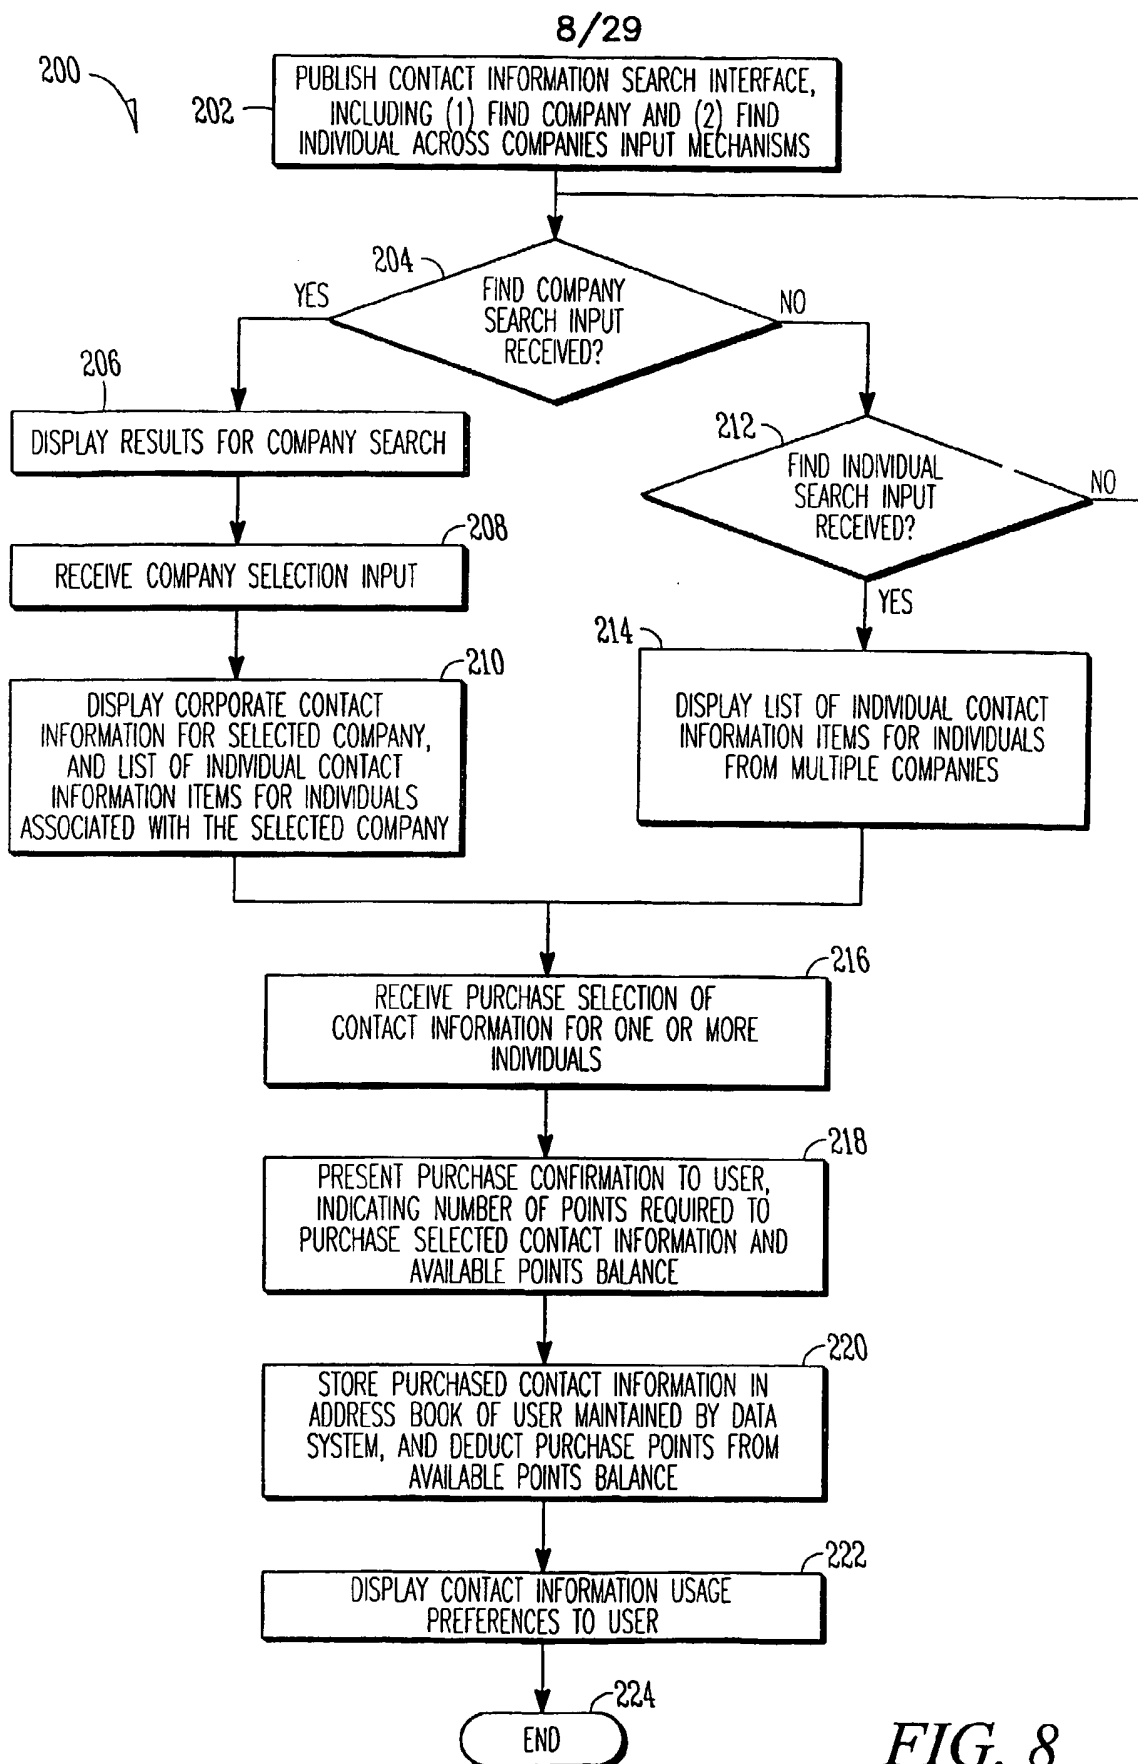 8/29
200
202
PUBLISH CONTACT INFORMATION SEARCH INTERFACE,
INCLUDING (1) FIND COMPANY AND (2) FIND
INDIVIDUAL ACROSS COMPANIES INPUT MECHANISMS
204
FIND COMPANY
SEARCH INPUT
RECEIVED?
YES
NO
206
DISPLAY RESULTS FOR COMPANY SEARCH
208
RECEIVE COMPANY SELECTION INPUT
210
DISPLAY CORPORATE CONTACT
INFORMATION FOR SELECTED COMPANY,
AND LIST OF INDIVIDUAL CONTACT
INFORMATION ITEMS FOR INDIVIDUALS
ASSOCIATED WITH THE SELECTED COMPANY
212
FIND INDIVIDUAL
SEARCH INPUT
RECEIVED?
NO
YES
214
DISPLAY LIST OF INDIVIDUAL CONTACT
INFORMATION ITEMS FOR INDIVIDUALS
FROM MULTIPLE COMPANIES
216
RECEIVE PURCHASE SELECTION OF
CONTACT INFORMATION FOR ONE OR MORE
INDIVIDUALS
218
PRESENT PURCHASE CONFIRMATION TO USER,
INDICATING NUMBER OF POINTS REQUIRED TO
PURCHASE SELECTED CONTACT INFORMATION AND
AVAILABLE POINTS BALANCE
220
STORE PURCHASED CONTACT INFORMATION IN
ADDRESS BOOK OF USER MAINTAINED BY DATA
SYSTEM, AND DEDUCT PURCHASE POINTS FROM
AVAILABLE POINTS BALANCE
222
DISPLAY CONTACT INFORMATION USAGE
PREFERENCES TO USER
224
END
FIG. 8